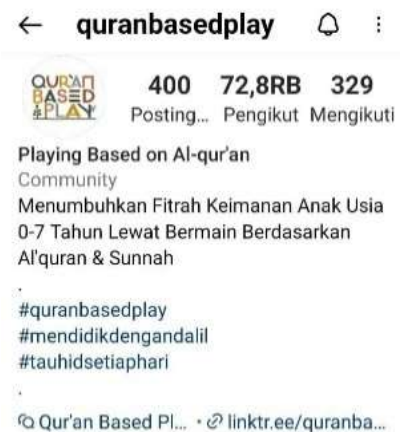 quranbasedplay
QUR'AN
BASED
PLAY
400 72,8RB 329
Posting... Pengikut Mengikuti
Playing Based on Al-qur'an
Community
Menumbuhkan Fitrah Keimanan Anak Usia
0-7 Tahun Lewat Bermain Berdasarkan
Al'quran & Sunnah
.
#quranbasedplay
#mendidikdengandalil
#tauhidsetiaphari
.
Qur'an Based Pl... · linktr.ee/quranba...